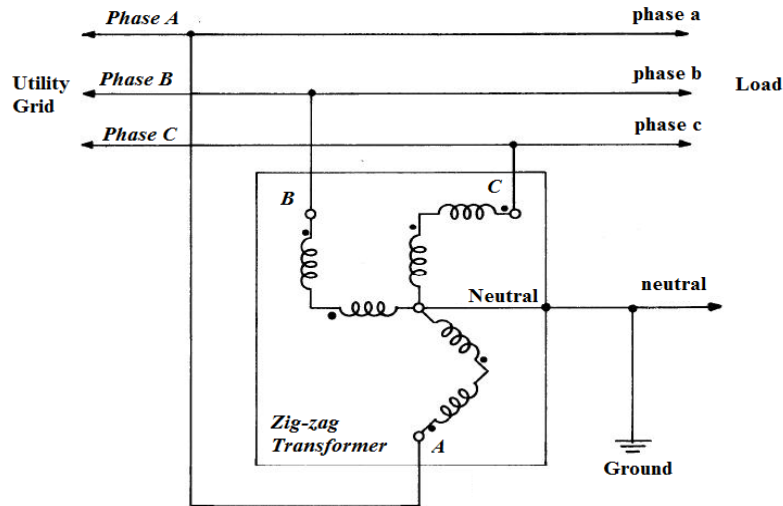 Phase A
phase a
Utility
Grid
Phase B
phase b
Load
Phase C
phase c
B
C
Neutral
neutral
Zig-zag
Transformer
A
Ground